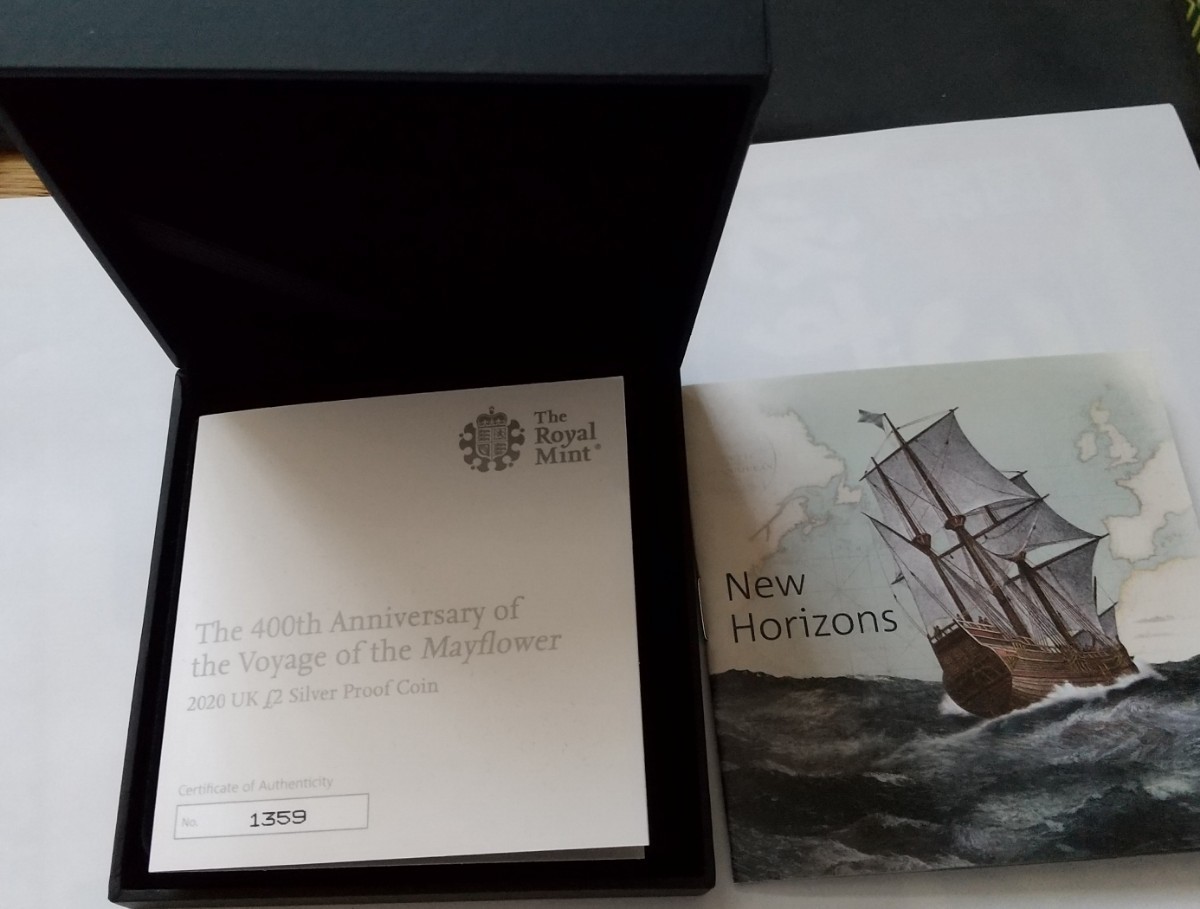 The
Royal
Mint®
The 400th Anniversary of
the Voyage of the Mayflower
2020 UK £2 Silver Proof Coin
Certificate of Authenticity
No. 1359
New
Horizons